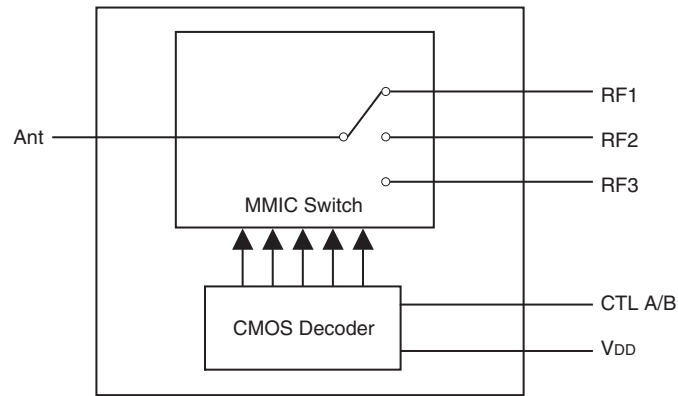 RF1
Ant
RF2
RF3
MMIC Switch
CTL A/B
CMOS Decoder
VDD